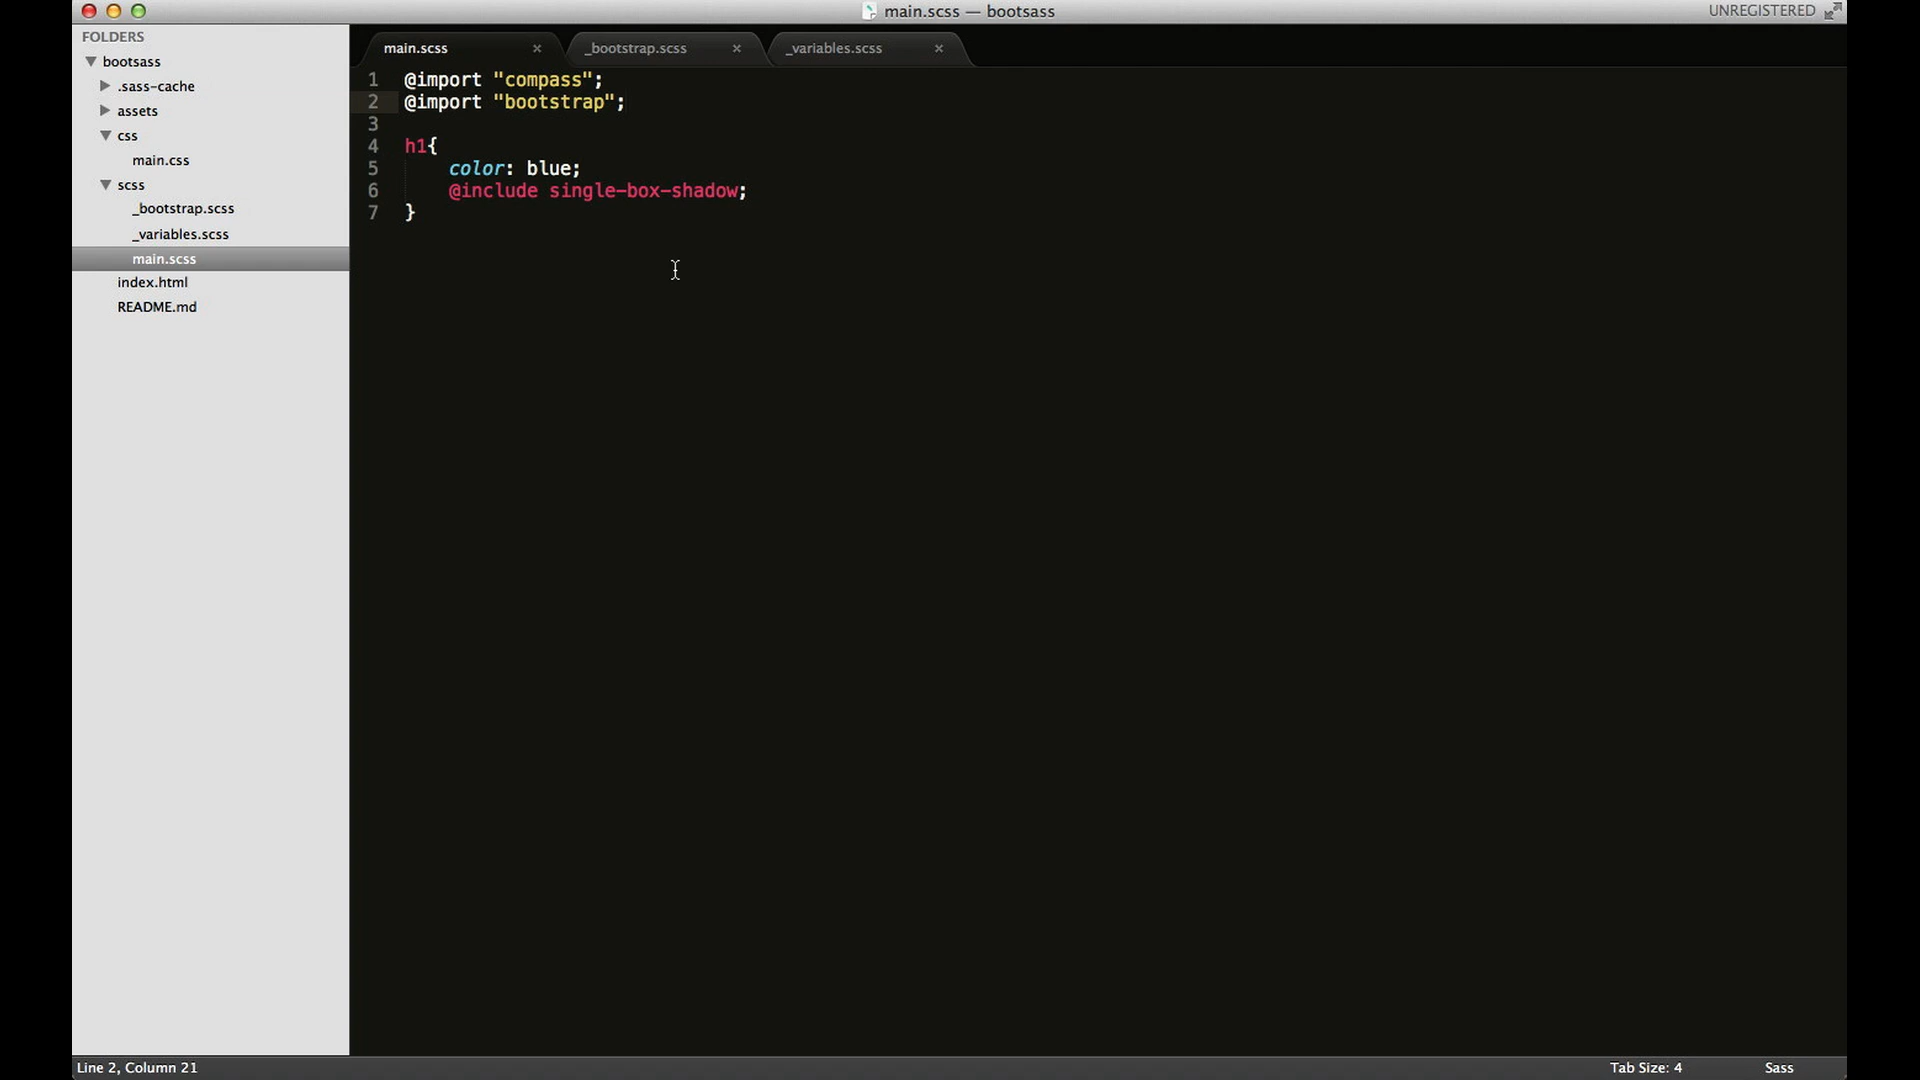 main.scss — bootsass
UNREGISTERED
FOLDERS
bootsass
.sass-cache
assets
css
main.css
scss
_bootstrap.scss
_variables.scss
main.scss
index.html
README.md
main.scss × _bootstrap.scss × _variables.scss ×
1 @import "compass";
2 @import "bootstrap";
3
4 h1{
5 color: blue;
6 @include single-box-shadow;
7 }
Line 2, Column 21
Tab Size: 4
Sass